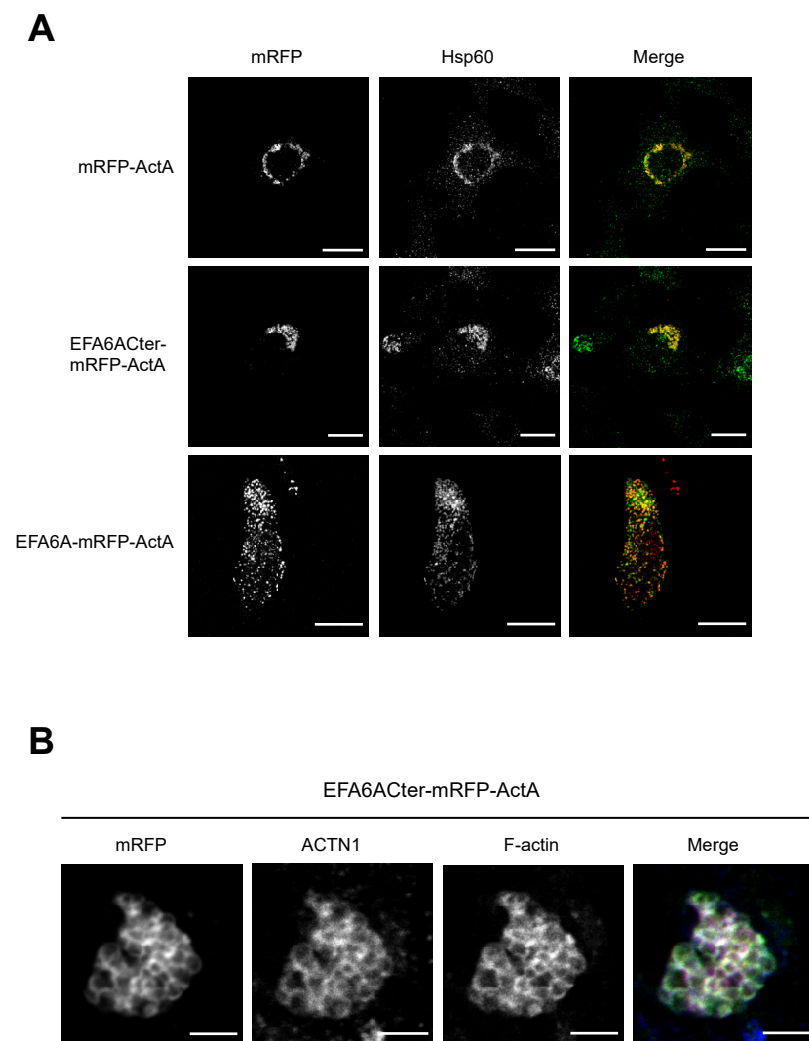 A
mRFP Hsp60 Merge
mRFP-ActA
EFA6ACter-
mRFP-ActA
EFA6A-mRFP-ActA
B
EFA6ACter-mRFP-ActA
mRFP ACTN1 F-actin Merge